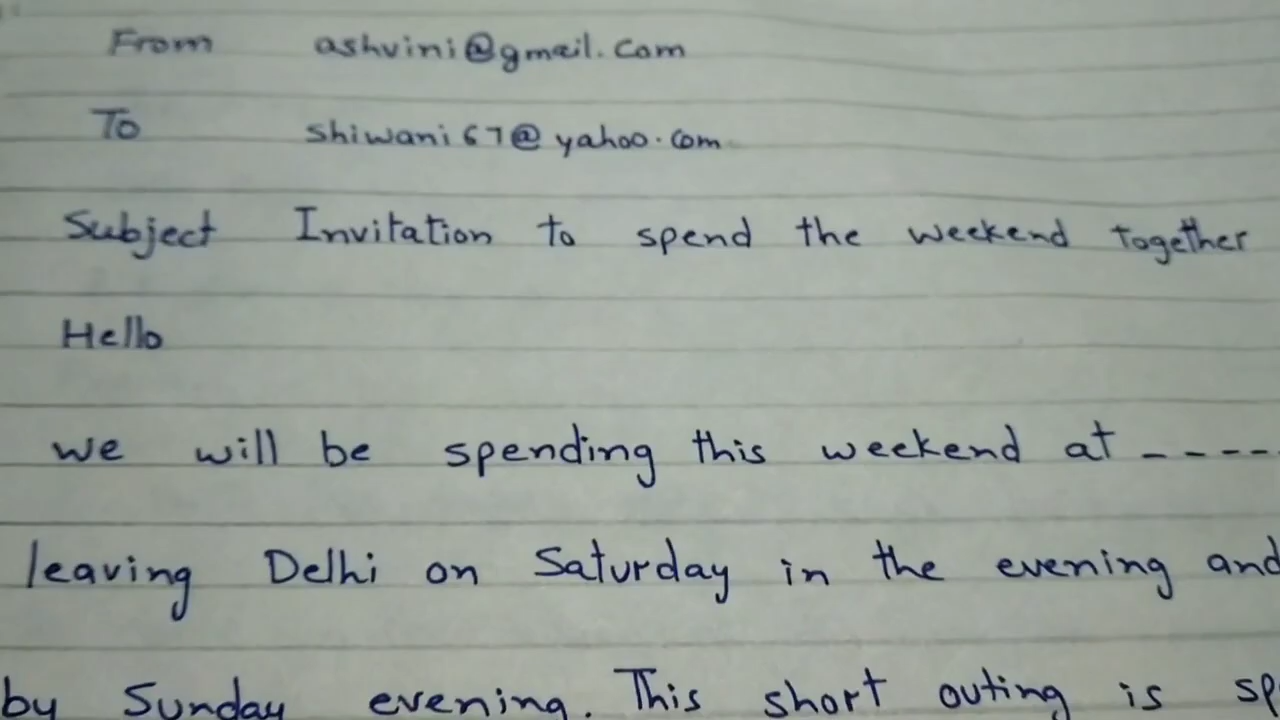 From ashvini@gmail.com
To shiwani67@yahoo.com
Subject Invitation to spend the weekend together
Hello
we will be spending this weekend at -----
leaving Delhi on Saturday in the evening and
by Sunday evening. This short outing is